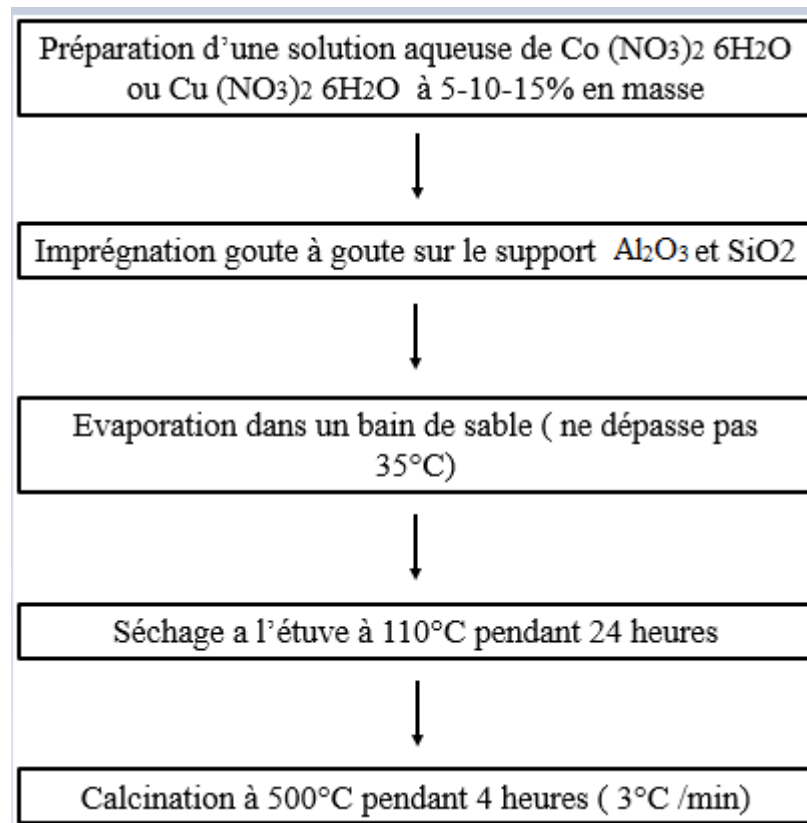 Préparation d’une solution aqueuse de Co (NO3)2 6H2O
ou Cu (NO3)2 6H2O à 5-10-15% en masse
Imprégnation goute à goute sur le support Al2O3 et SiO2
Evaporation dans un bain de sable ( ne dépasse pas
35°C)
Séchage a l’étuve à 110°C pendant 24 heures
Calcination à 500°C pendant 4 heures ( 3°C /min)